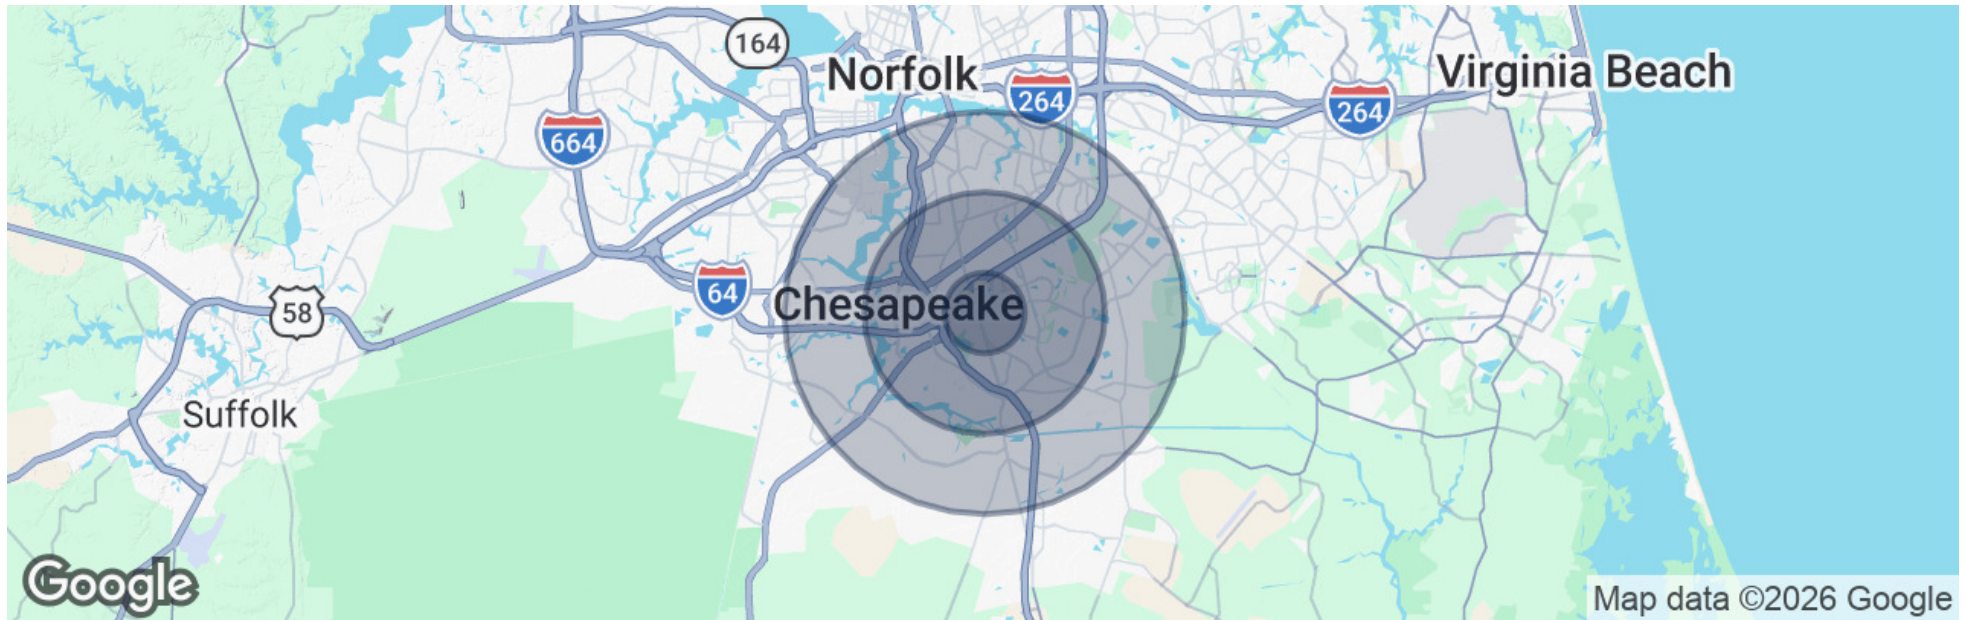 164
Norfolk
Virginia Beach
264
264
664
64
Chesapeake
58
Suffolk
Google
Map data ©2026 Google